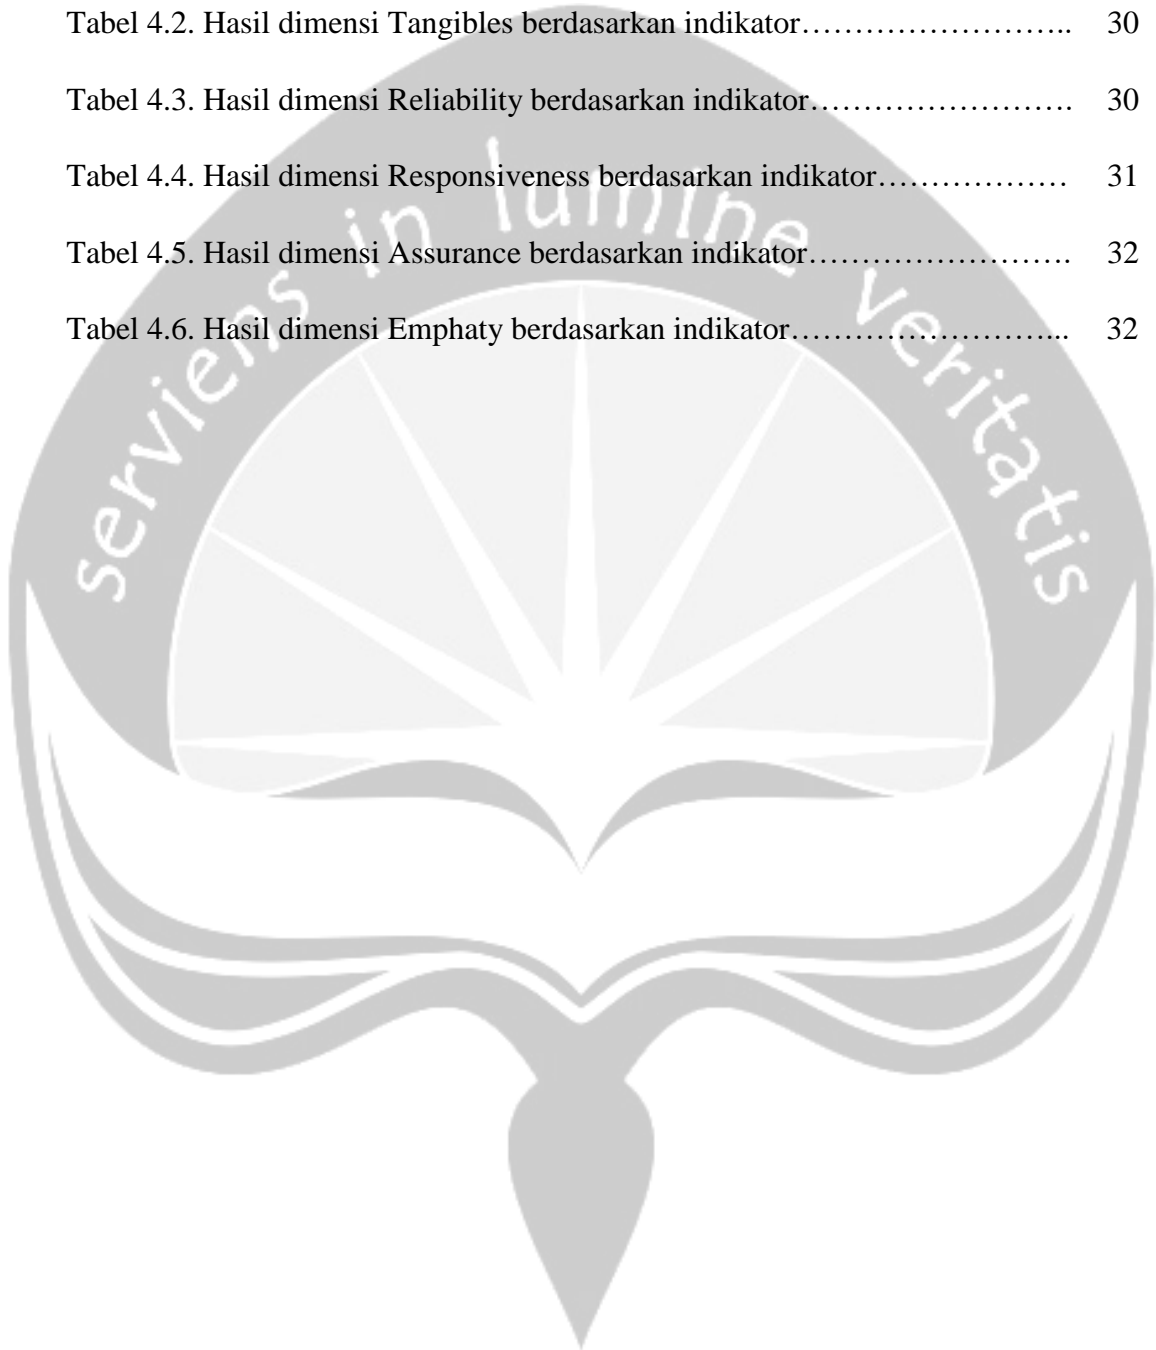 Tabel 4.2. Hasil dimensi Tangibles berdasarkan indikator…………………….. 30
Tabel 4.3. Hasil dimensi Reliability berdasarkan indikator……………………. 30
Tabel 4.4. Hasil dimensi Responsiveness berdasarkan indikator……………… 31
Tabel 4.5. Hasil dimensi Assurance berdasarkan indikator……………………. 32
Tabel 4.6. Hasil dimensi Emphaty berdasarkan indikator……………………... 32
serviens in lumine veritatis